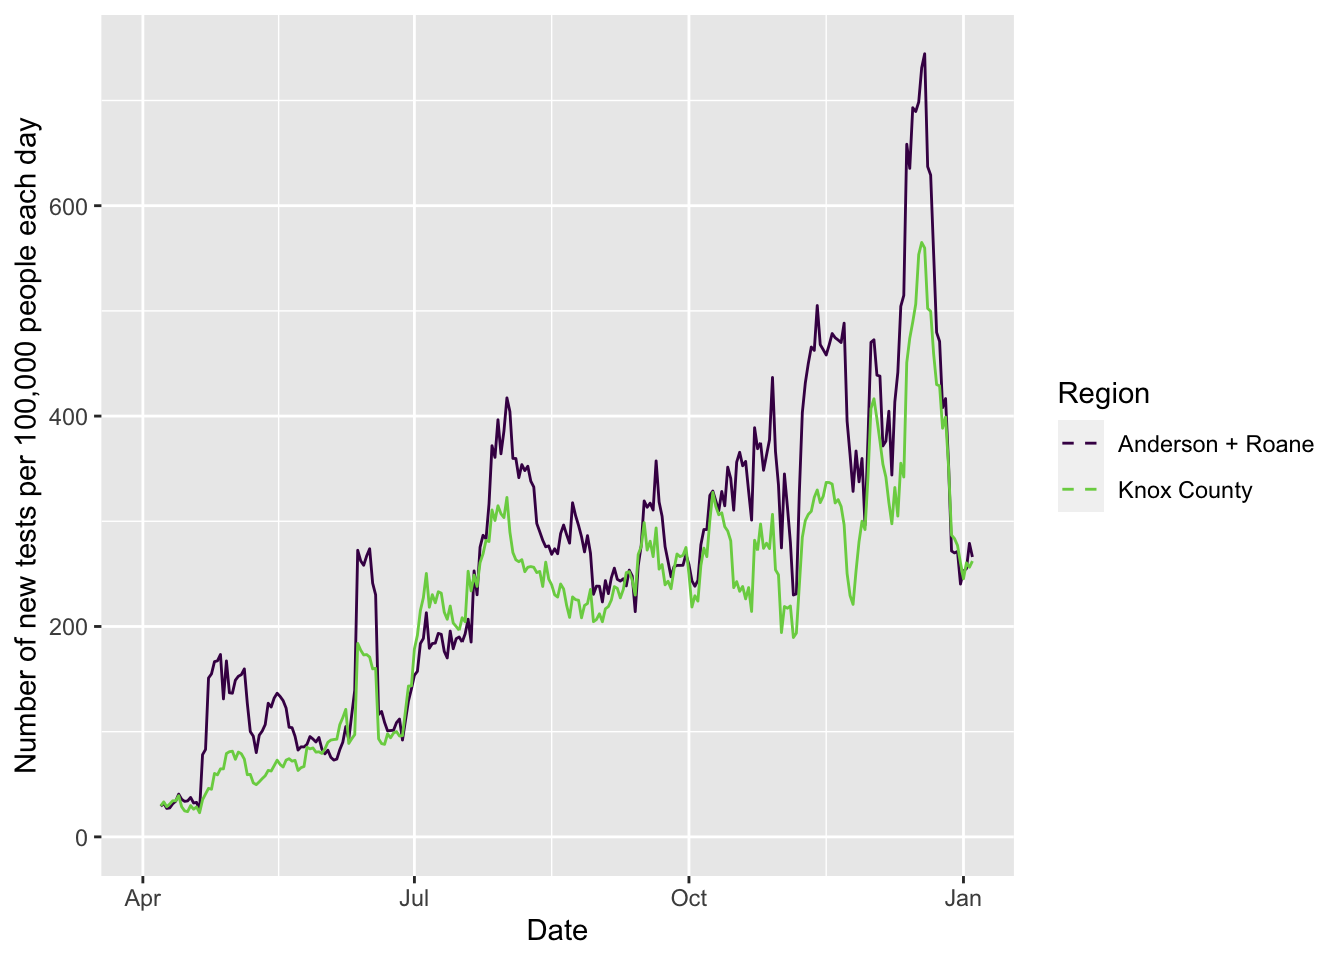 Number of new tests per 100,000 people each day
600
400
200
0
Apr
Jul
Oct
Jan
Date
Region
Anderson + Roane
Knox County